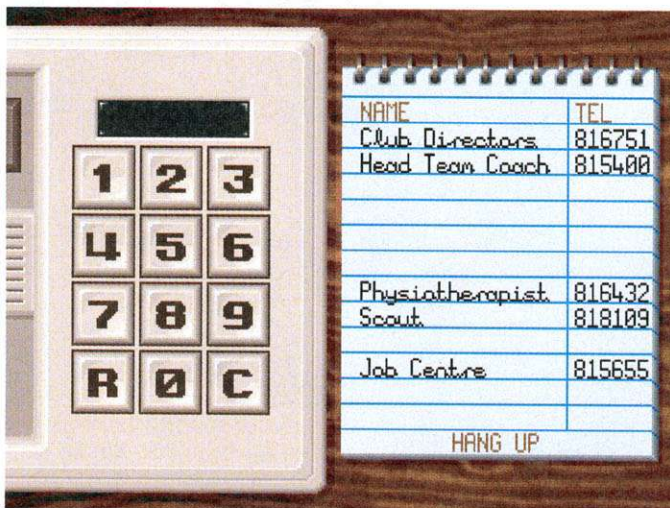 1 2 3
4 5 6
7 8 9
R 0 C
NAME TEL
Club Directors 816751
Head Team Coach 815400
Physiotherapist 816432
Scout 818109
Job Centre 815655
HANG UP